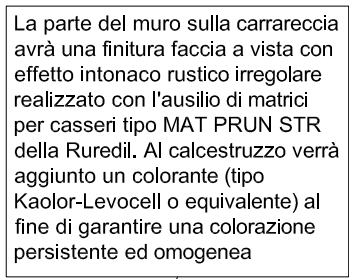 La parte del muro sulla carrareccia
avrà una finitura faccia a vista con
effetto intonaco rustico irregolare
realizzato con l'ausilio di matrici
per casseri tipo MAT PRUN STR
della Ruredil. Al calcestruzzo verrà
aggiunto un colorante (tipo
Kaolor-Levocell o equivalente) al
fine di garantire una colorazione
persistente ed omogenea